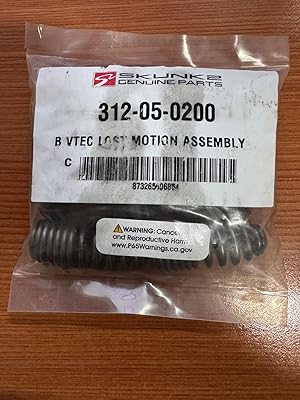 SKUNK2
GENUINE PARTS
312-05-0200
B VTEC LOST MOTION ASSEMBLY
C
WARNING: Cancer
and Reproductive Harm
www.P65Warnings.ca.gov